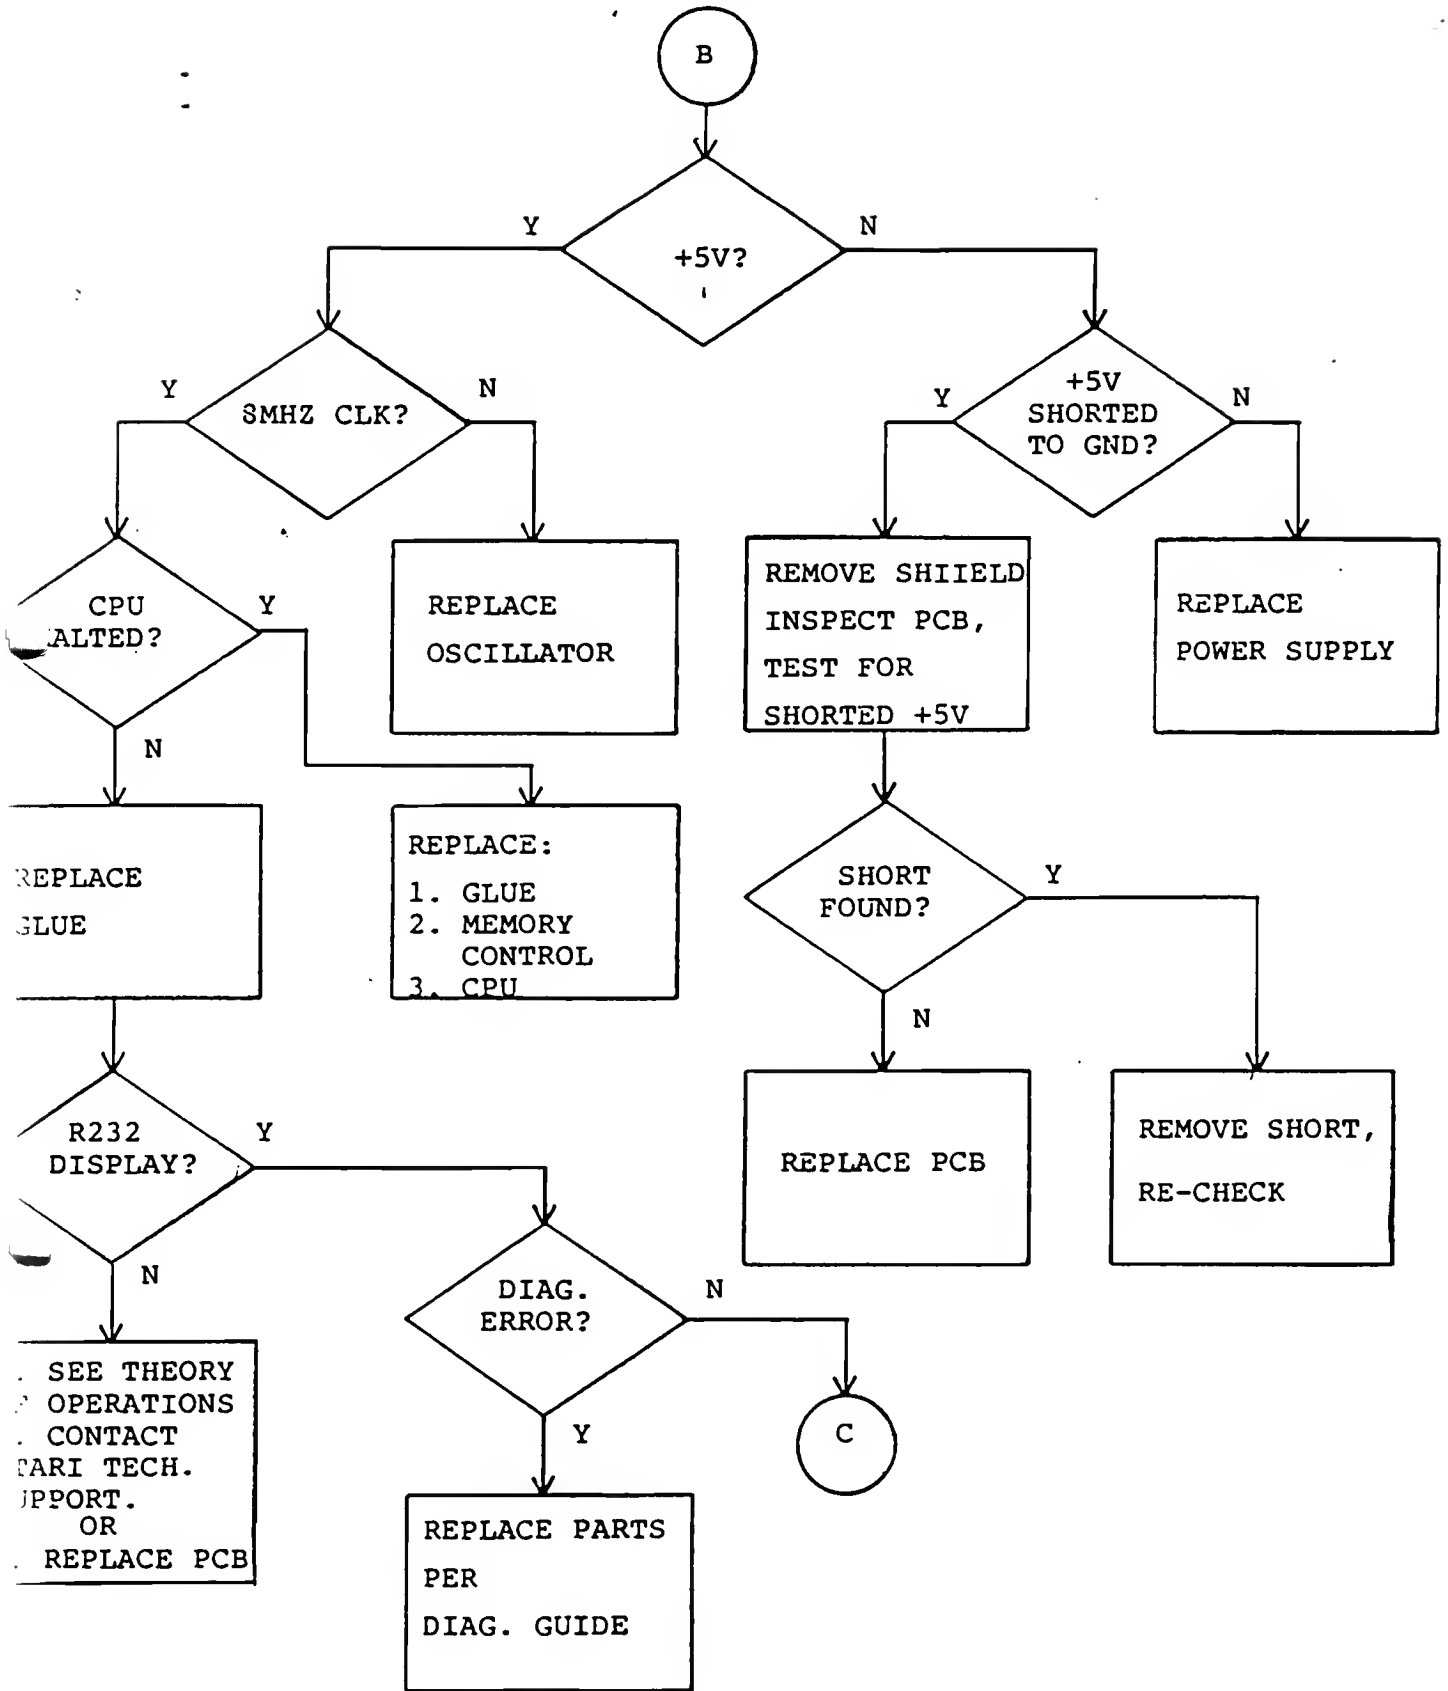 B
+5V?
Y
N
8MHZ CLK?
Y
N
+5V
SHORTED
TO GND?
Y
N
CPU
ALTED?
Y
N
REPLACE
OSCILLATOR
REMOVE SHIIELD
INSPECT PCB,
TEST FOR
SHORTED +5V
REPLACE
POWER SUPPLY
REPLACE
GLUE
REPLACE:
1. GLUE
2. MEMORY
CONTROL
3. CPU
SHORT
FOUND?
Y
N
R232
DISPLAY?
Y
N
REPLACE PCB
REMOVE SHORT,
RE-CHECK
DIAG.
ERROR?
N
Y
. SEE THEORY
OPERATIONS
. CONTACT
TARI TECH.
UPPORT.
OR
. REPLACE PCB
C
REPLACE PARTS
PER
DIAG. GUIDE